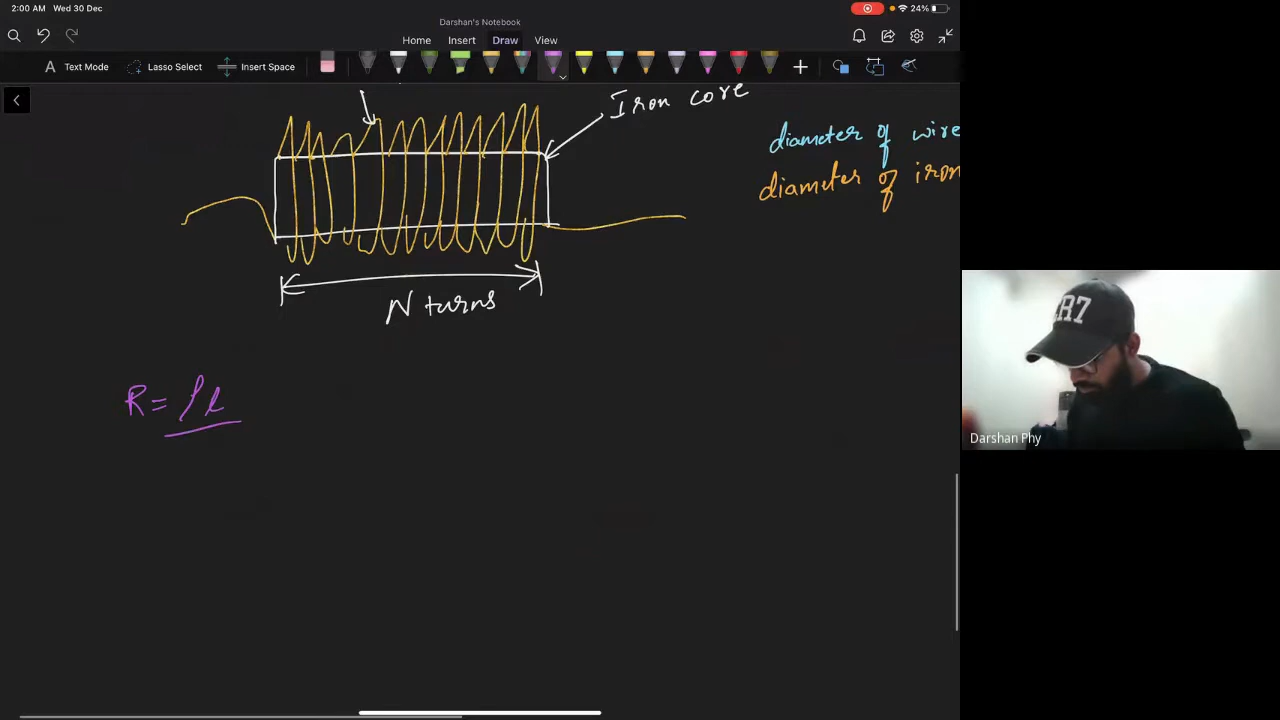 2:00 AM Wed 30 Dec
24%
Darshan's Notebook
Home Insert Draw View
A Text Mode Lasso Select Insert Space
Iron core
diameter of wire
diameter of iron
N turns
R = ρl
R7
Darshan Phy